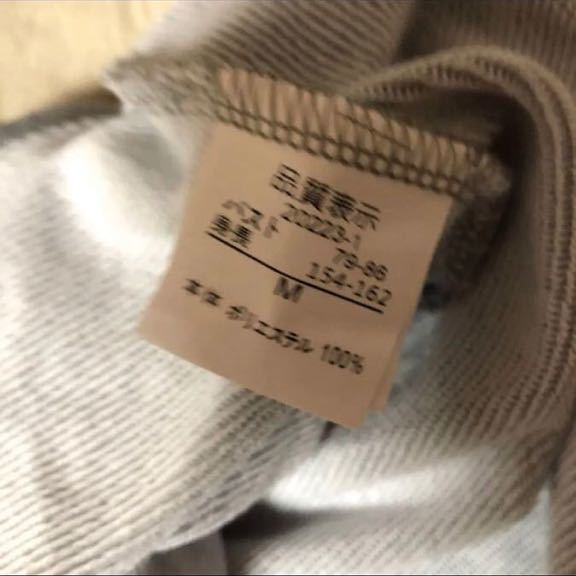 品質表示
20223-1
バスト 79-86
身長 154-162
M
本体 ポリエステル 100%